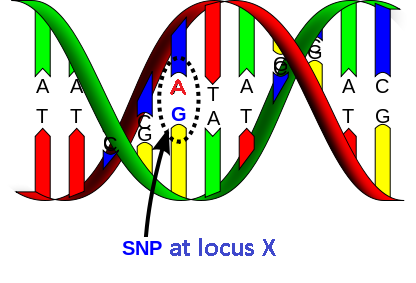 A A C A T A G A C
T T C G G A T G T G
SNP at locus X